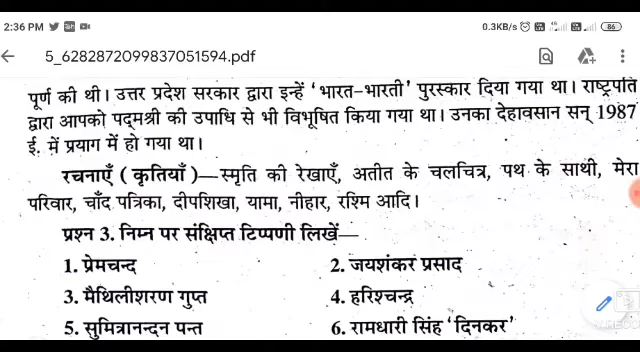 2:36 PM
0.3KB/s
86
5_6282872099837051594.pdf
पूर्ण की थी। उत्तर प्रदेश सरकार द्वारा इन्हें 'भारत-भारती' पुरस्कार दिया गया था। राष्ट्रपति
द्वारा आपको पद्मश्री की उपाधि से भी विभूषित किया गया था। उनका देहावसान सन् 1987
ई. में प्रयाग में हो गया था।
रचनाएँ (कृतियाँ)—स्मृति की रेखाएँ, अतीत के चलचित्र, पथ के साथी, मेरा
परिवार, चाँद पत्रिका, दीपशिखा, यामा, नीहार, रश्मि आदि।
प्रश्न 3. निम्न पर संक्षिप्त टिप्पणी लिखें—
1. प्रेमचन्द 2. जयशंकर प्रसाद
3. मैथिलीशरण गुप्त 4. हरिश्चन्द्र
5. सुमित्रानन्दन पन्त 6. रामधारी सिंह 'दिनकर'